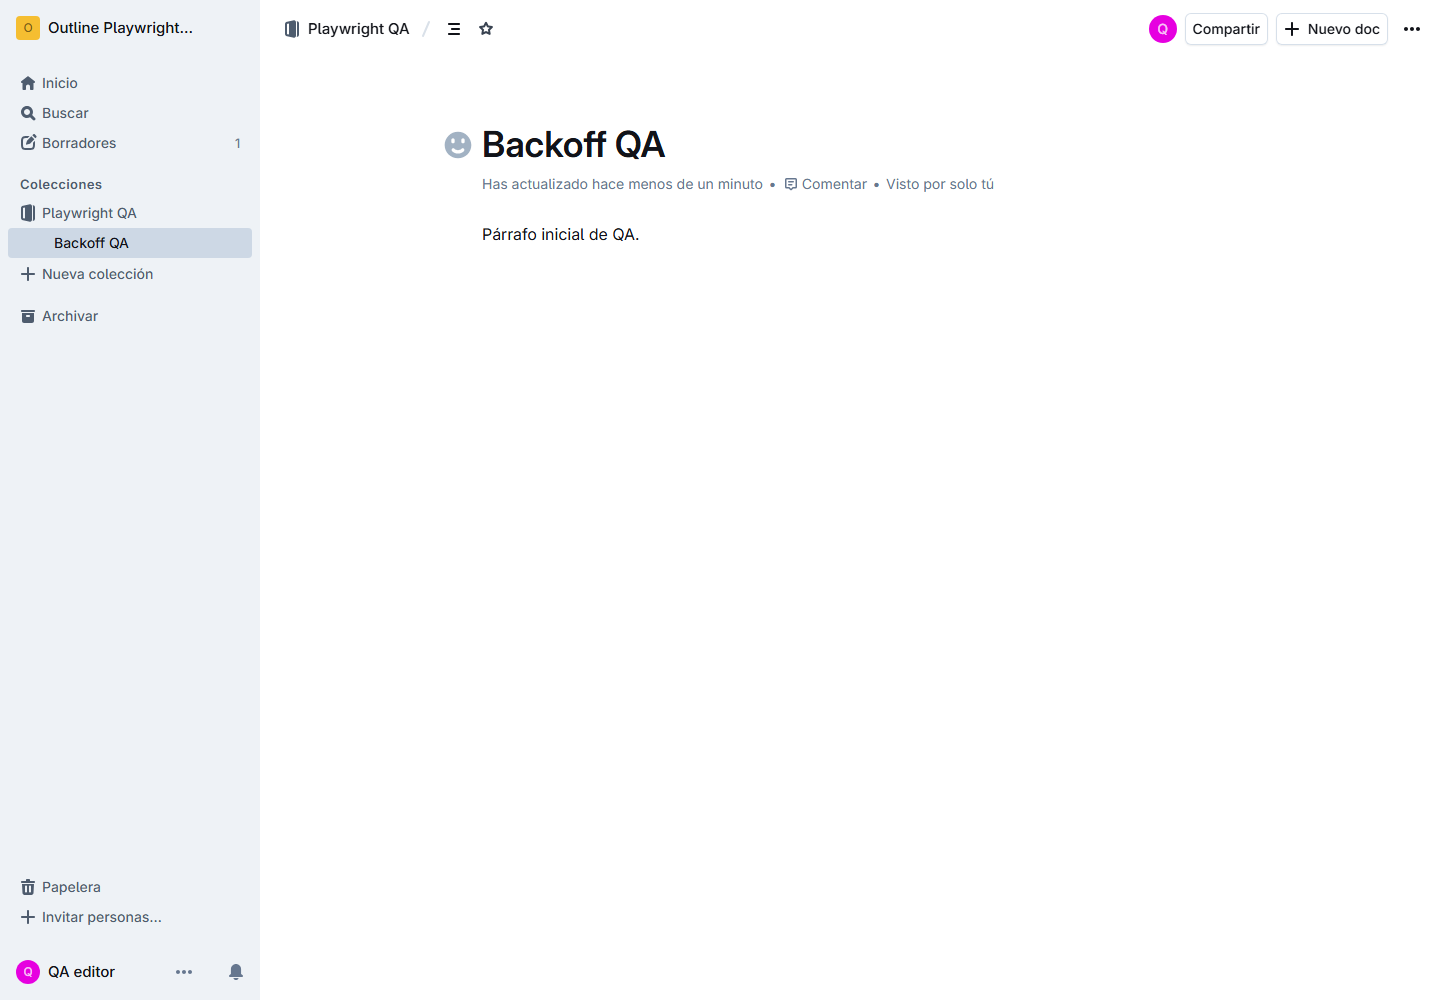 O Outline Playwright...
Inicio
Buscar
Borradores 1
Colecciones
Playwright QA
Backoff QA
Nueva colección
Archivar
Papelera
Invitar personas...
Q QA editor
Playwright QA /
Q Compartir Nuevo doc
Backoff QA
Has actualizado hace menos de un minuto • Comentar • Visto por solo tú
Párrafo inicial de QA.